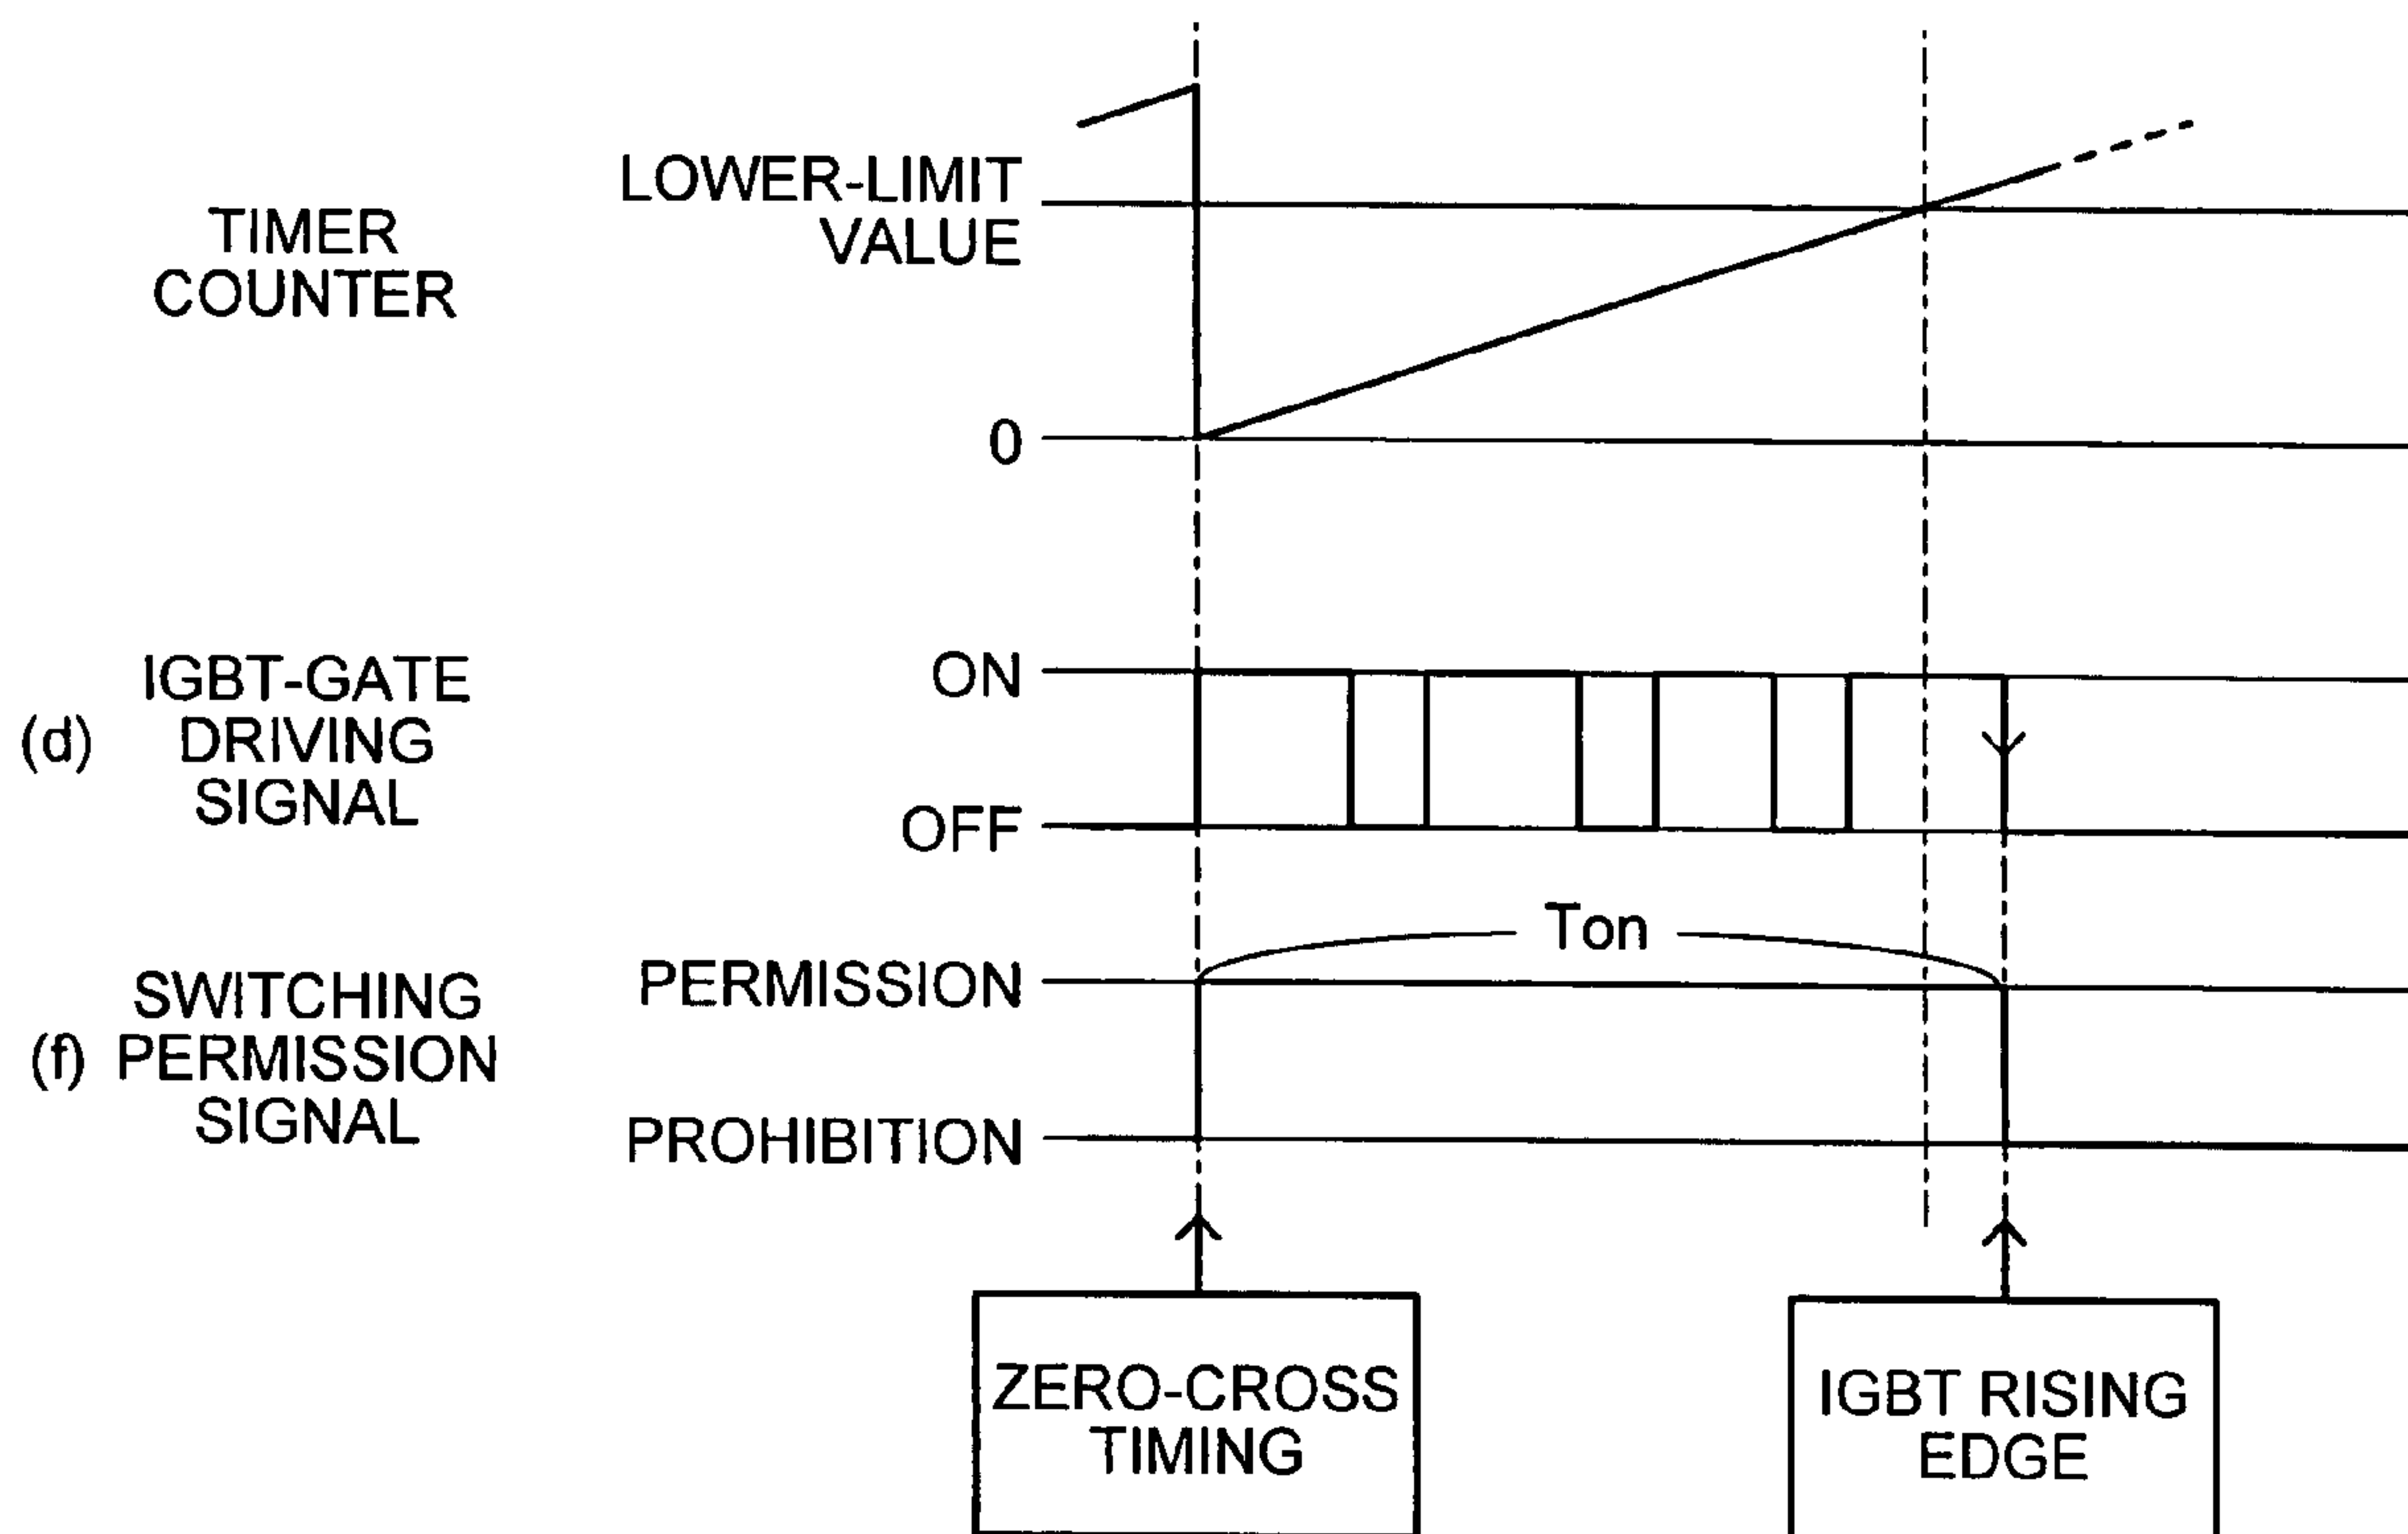 TIMER
COUNTER
LOWER-LIMIT
VALUE
0
(d)
IGBT-GATE
DRIVING
SIGNAL
ON
OFF
(f)
SWITCHING
PERMISSION
SIGNAL
PERMISSION
PROHIBITION
Ton
ZERO-CROSS
TIMING
IGBT RISING
EDGE